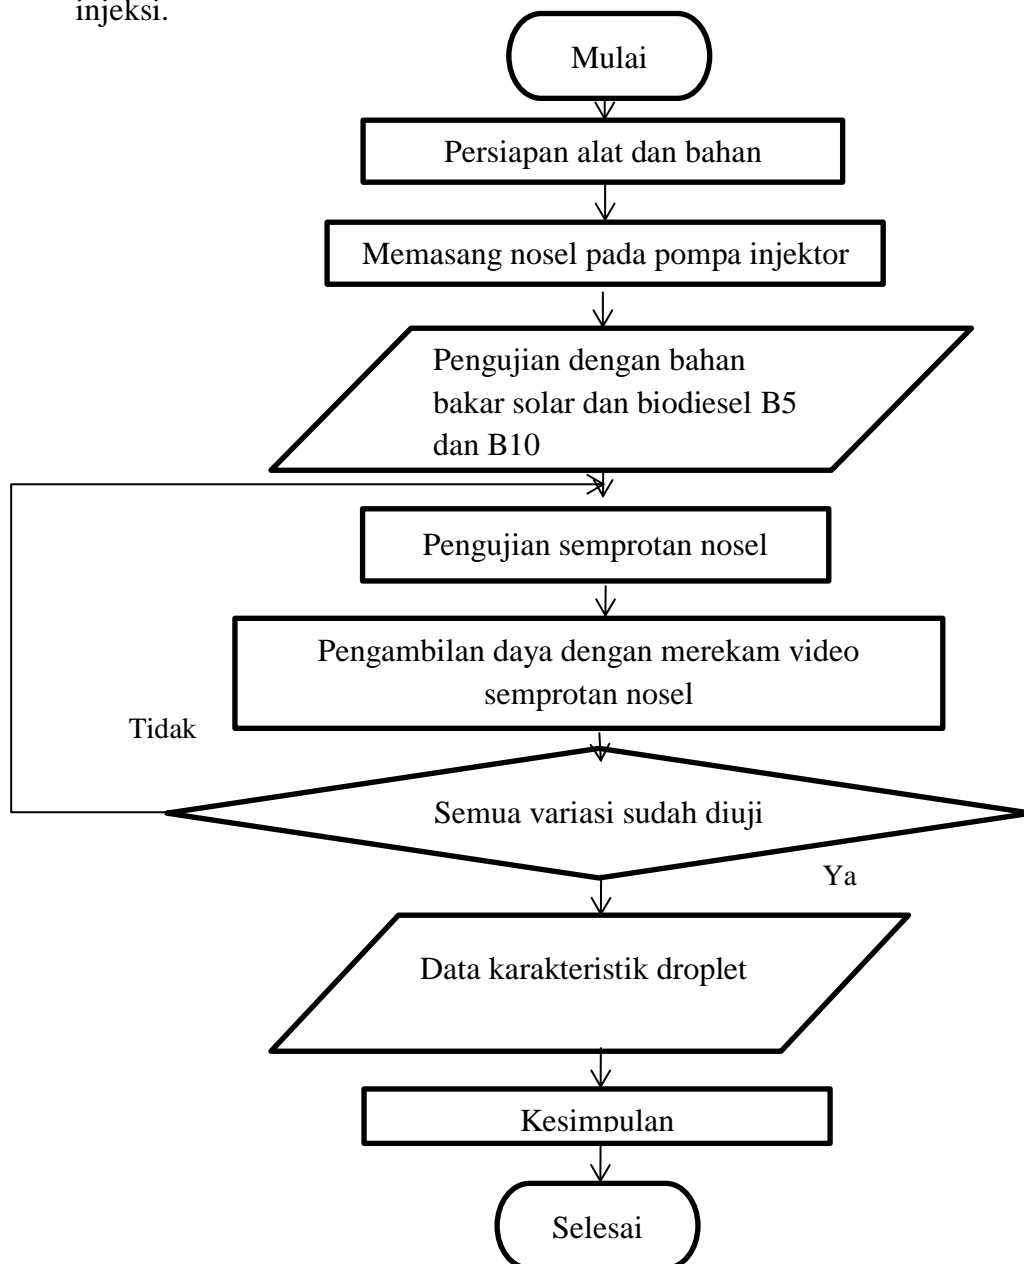 injeksi.
Mulai
Persiapan alat dan bahan
Memasang nosel pada pompa injektor
Pengujian dengan bahan
bakar solar dan biodiesel B5
dan B10
Pengujian semprotan nosel
Pengambilan daya dengan merekam video
semprotan nosel
Tidak
Semua variasi sudah diuji
Ya
Data karakteristik droplet
Kesimpulan
Selesai